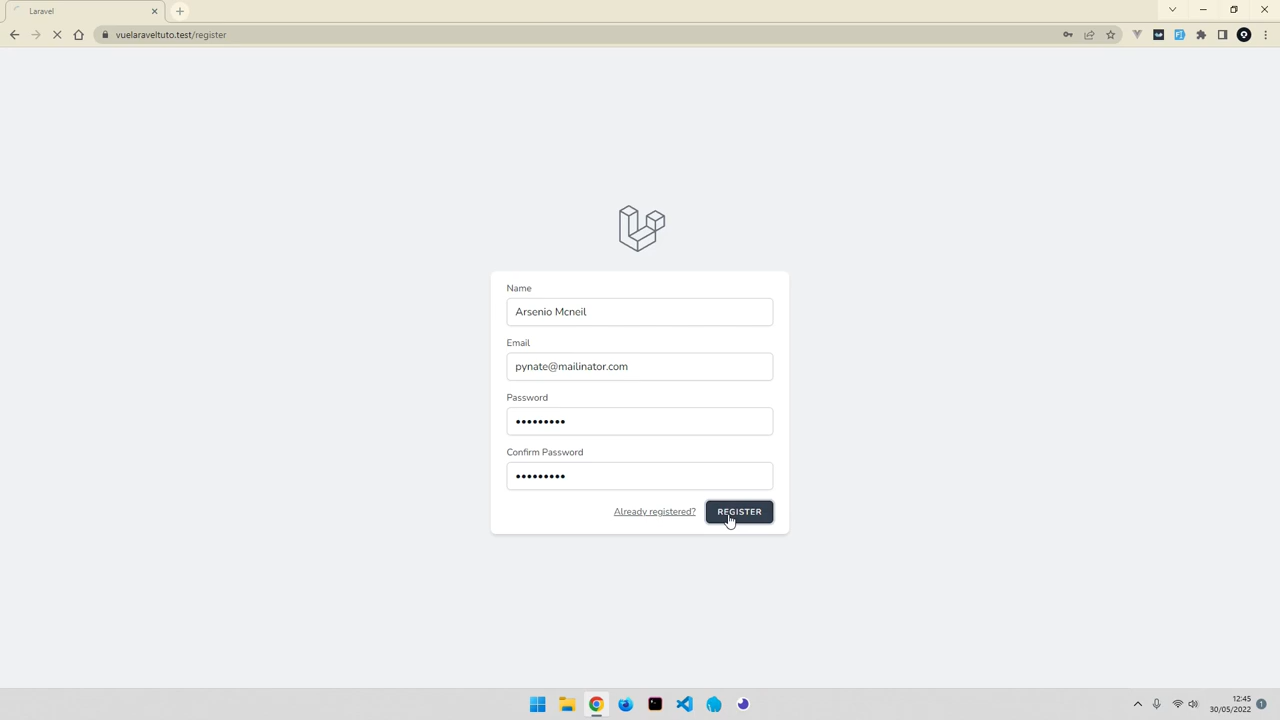 Laravel
vuelaraveltuto.test/register
Name
Arsenio Mcneil
Email
pynate@mailinator.com
Password
•••••••••
Confirm Password
•••••••••
Already registered?
REGISTER
12:45
30/05/2022